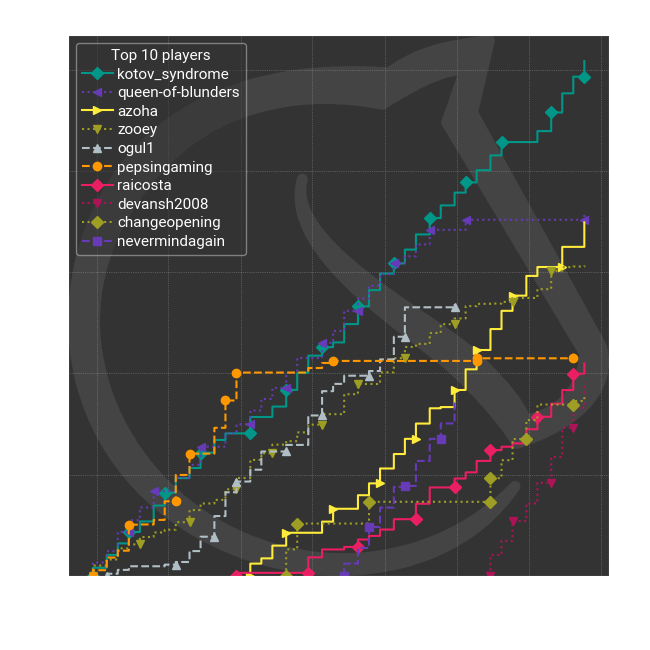 Top 10 players
kotov_syndrome
queen-of-blunders
azoha
zooey
ogul1
pepsingaming
raicosta
devansh2008
changeopening
nevermindagain